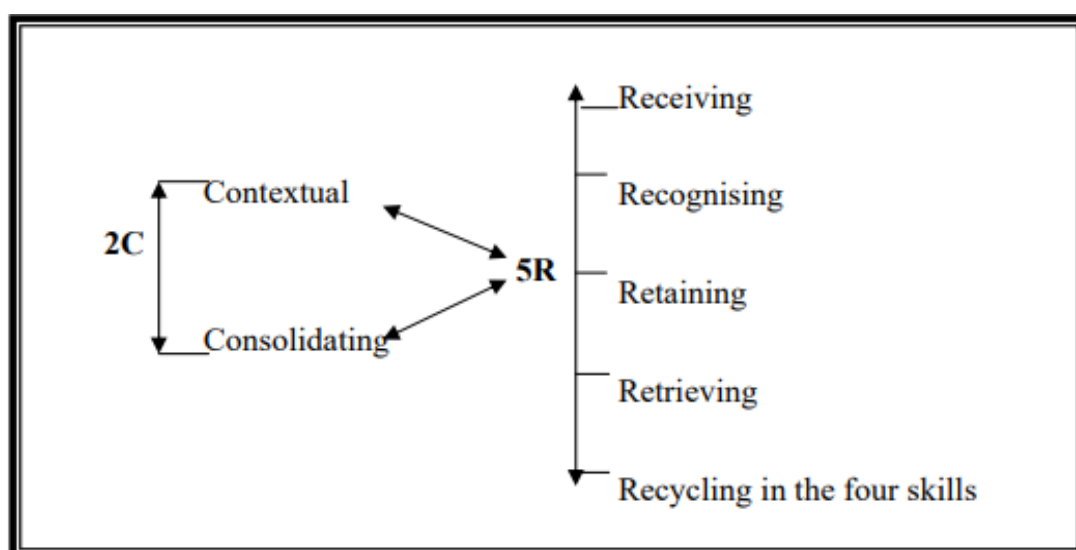 Receiving
Contextual
Recognising
2C
5R
Retaining
Consolidating
Retrieving
Recycling in the four skills